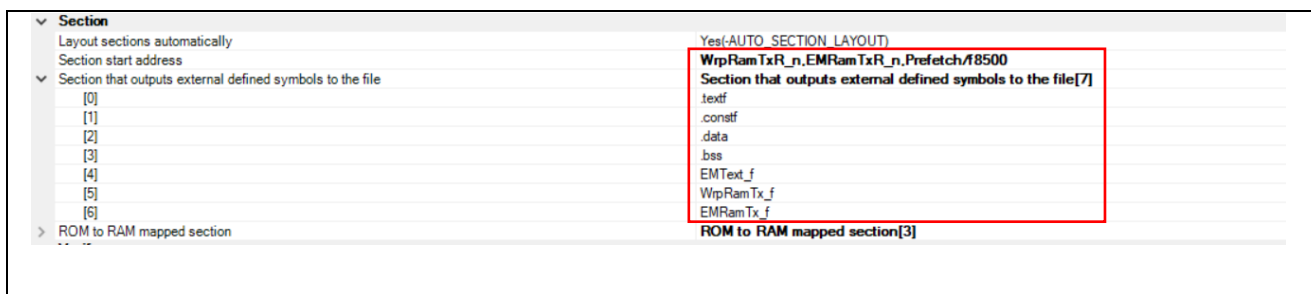 Section
Layout sections automatically Yes(-AUTO_SECTION_LAYOUT)
Section start address WrpRamTxR_n,EMRamTxR_n,Prefetch/f8500
Section that outputs external defined symbols to the file Section that outputs external defined symbols to the file[7]
[0] .textf
[1] .constf
[2] .data
[3] .bss
[4] EMText_f
[5] WrpRamTx_f
[6] EMRamTx_f
ROM to RAM mapped section ROM to RAM mapped section[3]